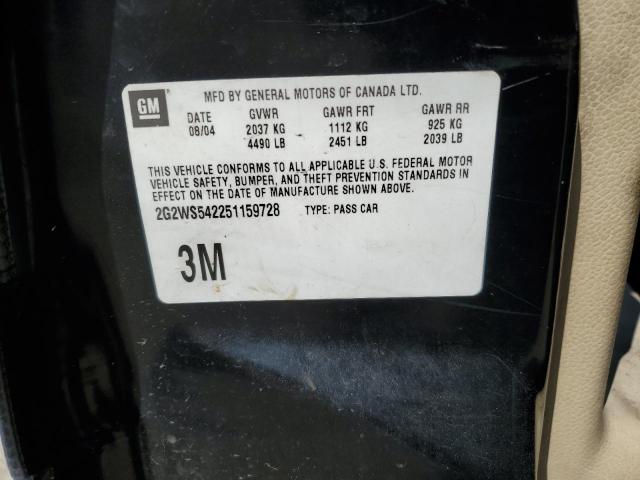 GM
MFD BY GENERAL MOTORS OF CANADA LTD.
DATE GVWR GAWR FRT GAWR RR
08/04 2037 KG 1112 KG 925 KG
4490 LB 2451 LB 2039 LB
THIS VEHICLE CONFORMS TO ALL APPLICABLE U.S. FEDERAL MOTOR
VEHICLE SAFETY, BUMPER, AND THEFT PREVENTION STANDARDS IN
EFFECT ON THE DATE OF MANUFACTURE SHOWN ABOVE.
2G2WS542251159728 TYPE: PASS CAR
3M